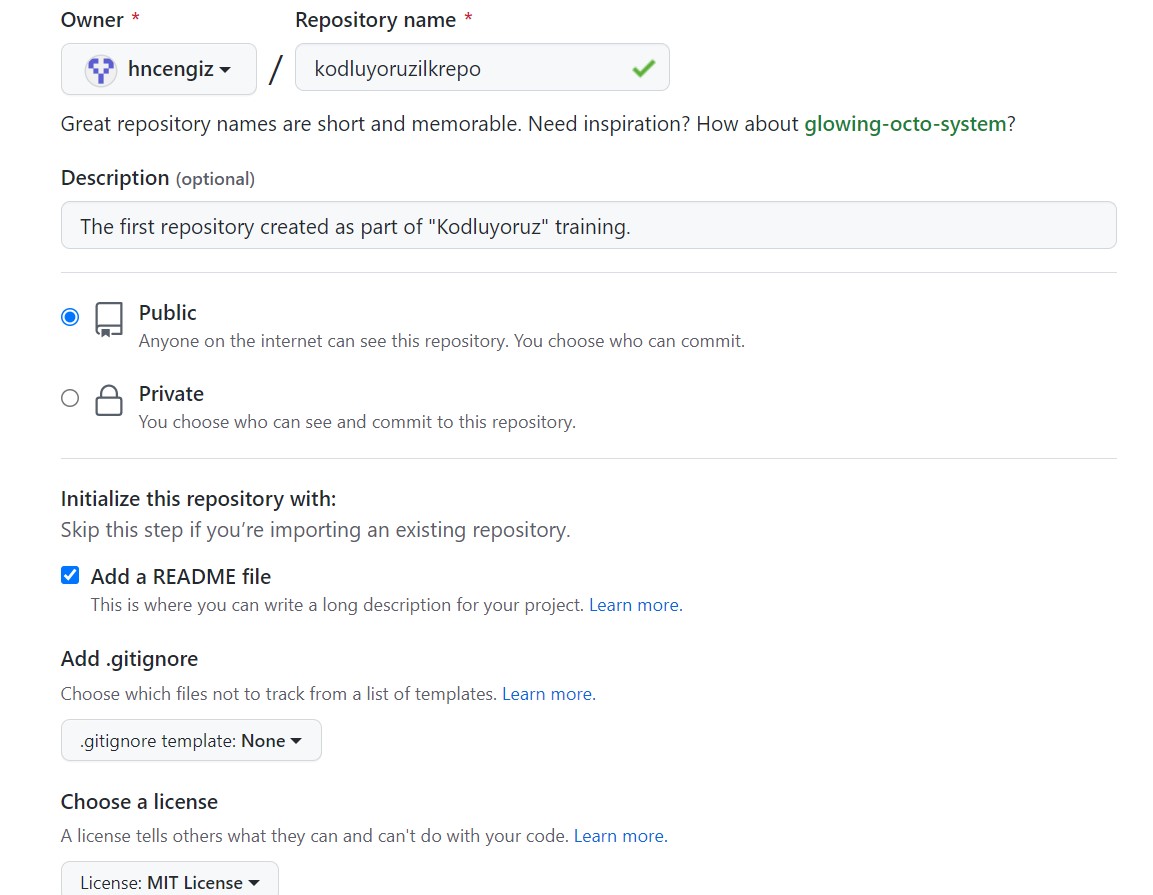 Owner * Repository name *
hncengiz / kodluyoruzilkrepo
Great repository names are short and memorable. Need inspiration? How about glowing-octo-system?
Description (optional)
The first repository created as part of "Kodluyoruz" training.
Public
Anyone on the internet can see this repository. You choose who can commit.
Private
You choose who can see and commit to this repository.
Initialize this repository with:
Skip this step if you’re importing an existing repository.
Add a README file
This is where you can write a long description for your project. Learn more.
Add .gitignore
Choose which files not to track from a list of templates. Learn more.
.gitignore template: None
Choose a license
A license tells others what they can and can't do with your code. Learn more.
License: MIT License